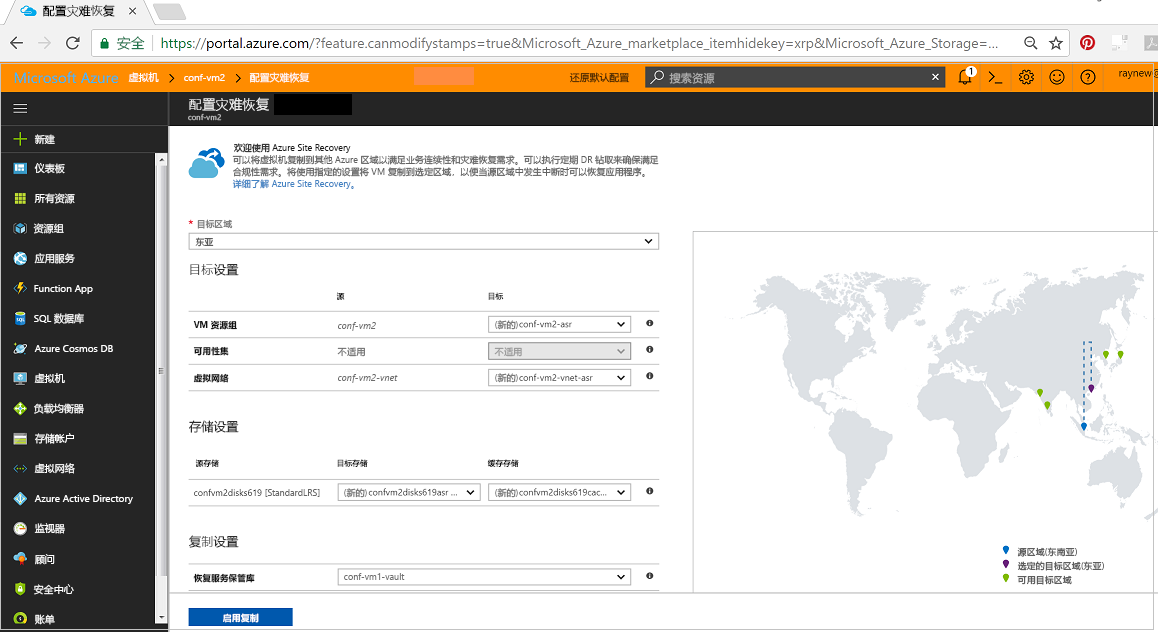 配置灾难恢复
安全 https://portal.azure.com/?feature.canmodifystamps=true&Microsoft_Azure_marketplace_itemhidekey=xrp&Microsoft_Azure_Storage=...
Microsoft Azure 虚拟机 > conf-vm2 > 配置灾难恢复 还原默认配置 搜索资源 1 raynew@
配置灾难恢复
conf-vm2
新建
仪表板
所有资源
资源组
应用服务
Function App
SQL 数据库
Azure Cosmos DB
虚拟机
负载均衡器
存储帐户
虚拟网络
Azure Active Directory
监视器
顾问
安全中心
账单
欢迎使用 Azure Site Recovery
可以将虚拟机复制到其他 Azure 区域以满足业务连续性和灾难恢复需求。可以执行定期 DR 钻取来确保满足
合规性需求。将使用指定的设置将 VM 复制到选定区域，以便当源区域中发生中断时可以恢复应用程序。
详细了解 Azure Site Recovery。
* 目标区域
东亚
目标设置
源 目标
VM 资源组 conf-vm2 (新的)conf-vm2-asr
可用性集 不适用 不适用
虚拟网络 conf-vm2-vnet (新的)conf-vm2-vnet-asr
存储设置
源存储 目标存储 缓存存储
confvm2disks619 [StandardLRS] (新的)confvm2disks619asr ... (新的)confvm2disks619cac...
复制设置
恢复服务保管库 conf-vm1-vault
启用复制
源区域(东南亚)
选定的目标区域(东亚)
可用目标区域